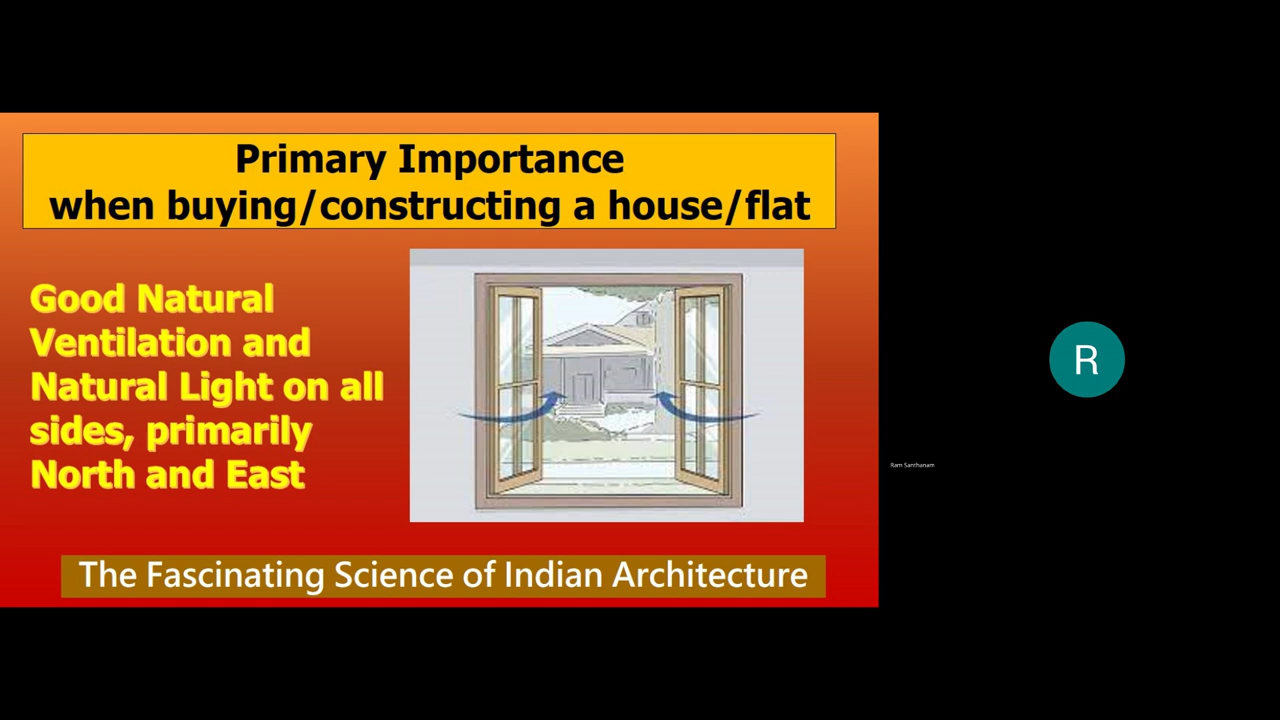 Primary Importance
when buying/constructing a house/flat
Good Natural
Ventilation and
Natural Light on all
sides, primarily
North and East
The Fascinating Science of Indian Architecture
R
Ram Santhanam